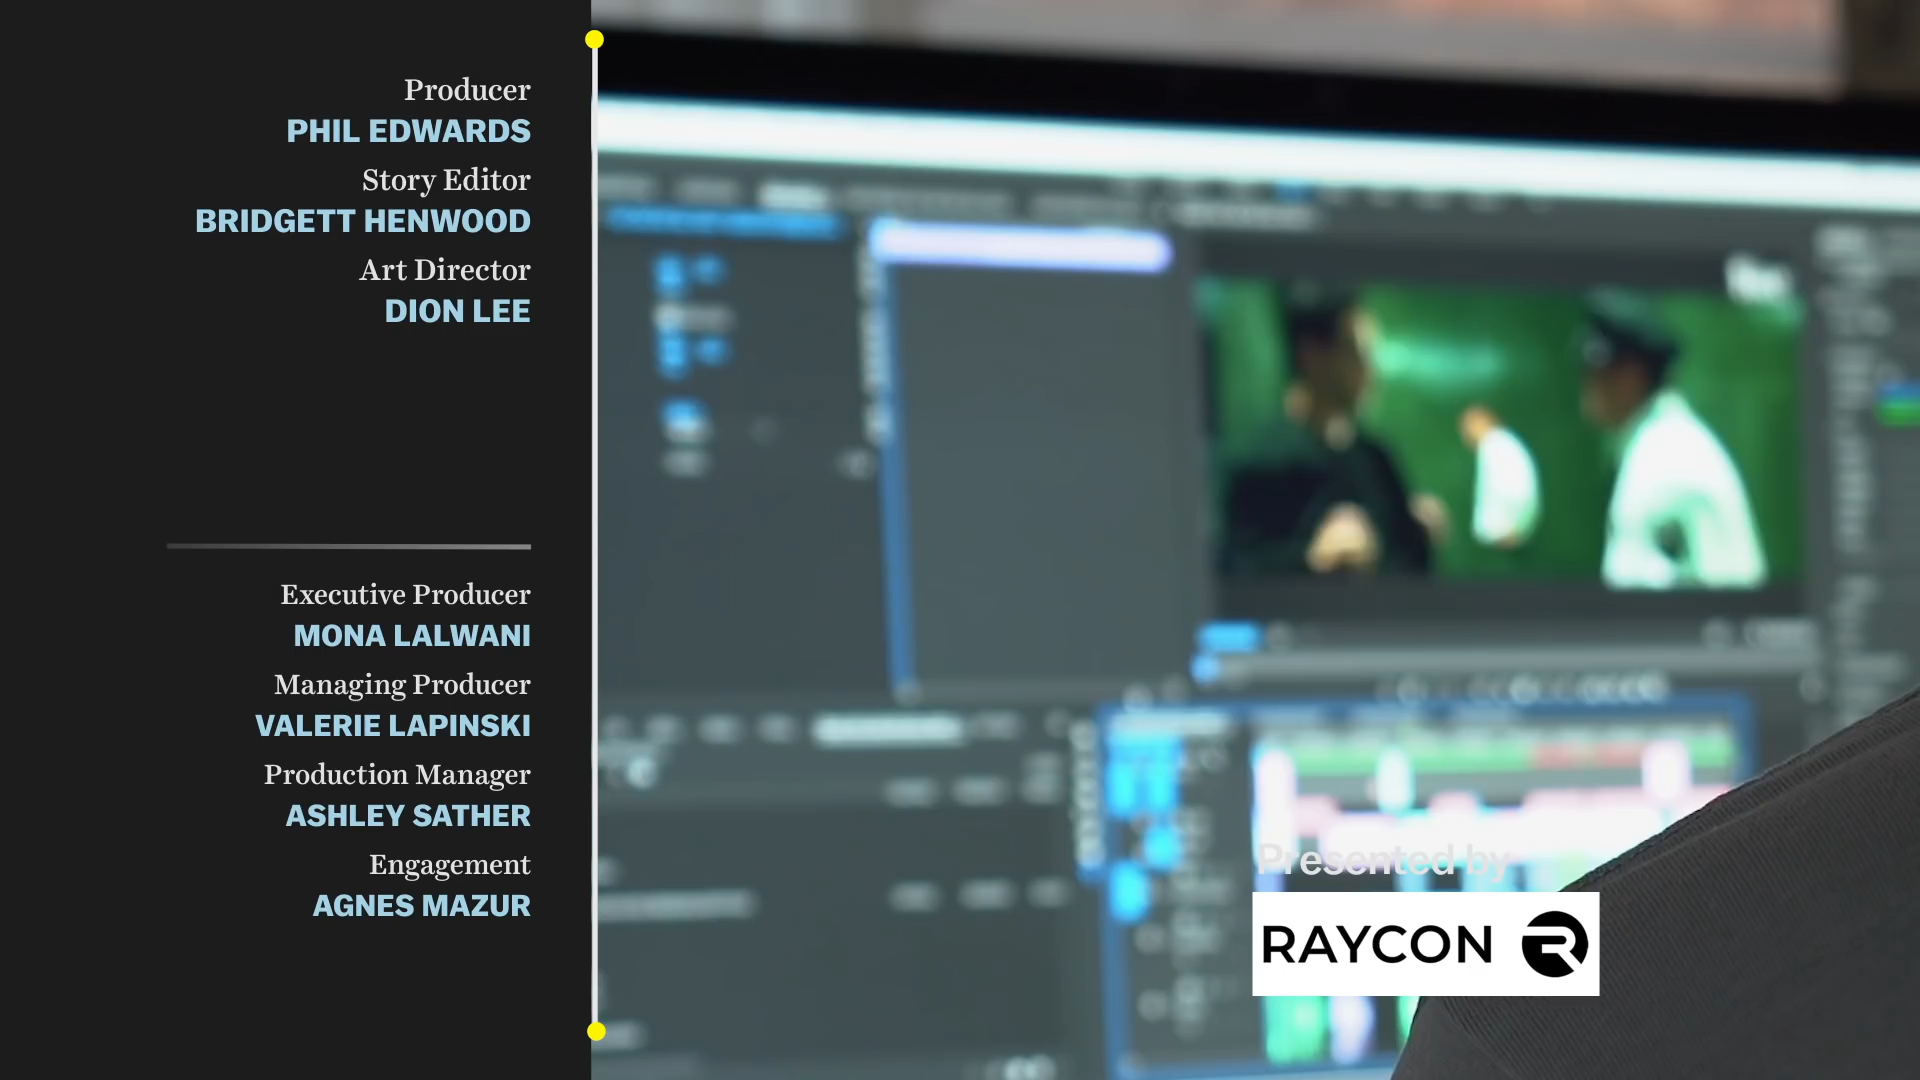 Producer
PHIL EDWARDS
Story Editor
BRIDGETT HENWOOD
Art Director
DION LEE
Executive Producer
MONA LALWANI
Managing Producer
VALERIE LAPINSKI
Production Manager
ASHLEY SATHER
Engagement
AGNES MAZUR
Presented by
RAYCON